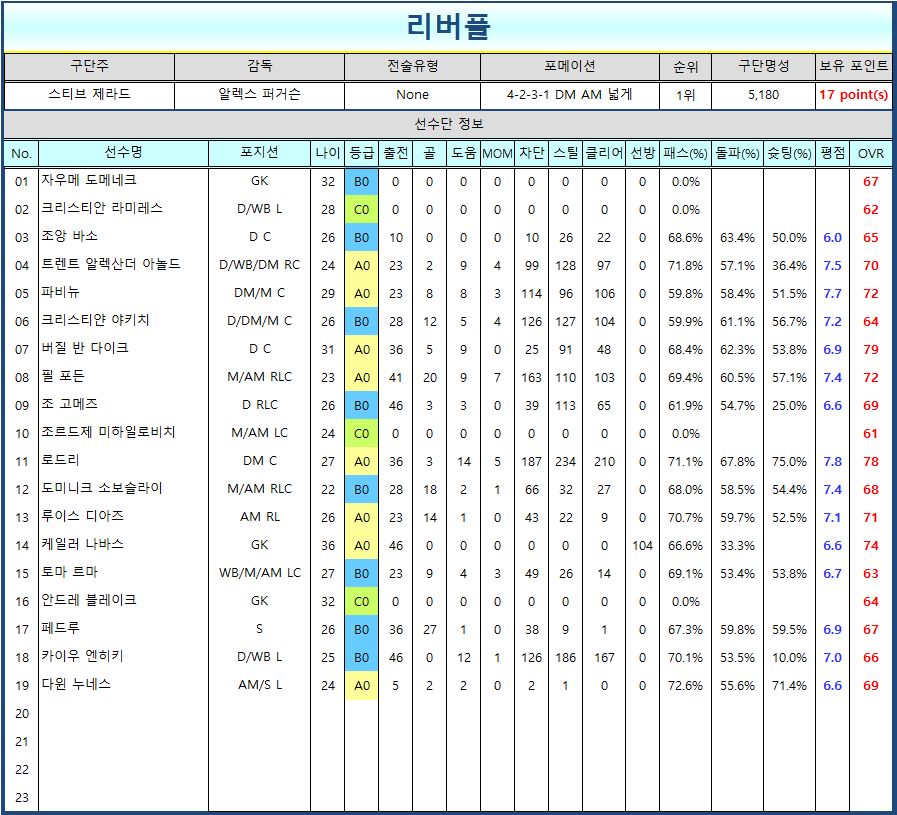 리버플
구단주 감독 전술유형 포메이션 순위 구단명성 보유 포인트
스티브 제라드 알렉스 퍼거슨 None 4-2-3-1 DM AM 넓게 1위 5,180 17 point(s)
선수단 정보
No. 선수명 포지션 나이 등급 출전 골 도움 MOM 차단 스틸 클리어 선방 패스(%) 돌파(%) 슛팅(%) 평점 OVR
01 자우메 도메네크 GK 32 B0 0 0 0 0 0 0 0 0 0.0% 67
02 크리스티안 라미레스 D/WB L 28 C0 0 0 0 0 0 0 0 0 0.0% 62
03 조앙 바소 D C 26 B0 10 0 0 0 10 26 22 0 68.6% 63.4% 50.0% 6.0 65
04 트렌트 알렉산더 아놀드 D/WB/DM RC 24 A0 23 2 9 4 99 128 97 0 71.8% 57.1% 36.4% 7.5 70
05 파비뉴 DM/M C 29 A0 23 8 8 3 114 96 106 0 59.8% 58.4% 51.5% 7.7 72
06 크리스티얀 야키치 D/DM/M C 26 B0 28 12 5 4 126 127 104 0 59.9% 61.1% 56.7% 7.2 64
07 버질 반 다이크 D C 31 A0 36 5 9 0 25 91 48 0 68.4% 62.3% 53.8% 6.9 79
08 필 포든 M/AM RLC 23 A0 41 20 9 7 163 110 103 0 69.4% 60.5% 57.1% 7.4 72
09 조 고메즈 D RLC 26 B0 46 3 3 0 39 113 65 0 61.9% 54.7% 25.0% 6.6 69
10 조르드제 미하일로비치 M/AM LC 24 C0 0 0 0 0 0 0 0 0 0.0% 61
11 로드리 DM C 27 A0 36 3 14 5 187 234 210 0 71.1% 67.8% 75.0% 7.8 78
12 도미니크 소보슬라이 M/AM RLC 22 B0 28 18 2 1 66 32 27 0 68.0% 58.5% 54.4% 7.4 68
13 루이스 디아즈 AM RL 26 A0 23 14 1 0 43 22 9 0 70.7% 59.7% 52.5% 7.1 71
14 케일러 나바스 GK 36 A0 46 0 0 0 0 0 0 104 66.6% 33.3% 6.6 74
15 토마 르마 WB/M/AM LC 27 B0 23 9 4 3 49 26 14 0 69.1% 53.4% 53.8% 6.7 63
16 안드레 블레이크 GK 32 C0 0 0 0 0 0 0 0 0 0.0% 64
17 페드루 S 26 B0 36 27 1 0 38 9 1 0 67.3% 59.8% 59.5% 6.9 67
18 카이우 엔히키 D/WB L 25 B0 46 0 12 1 126 186 167 0 70.1% 53.5% 10.0% 7.0 66
19 다윈 누네스 AM/S L 24 A0 5 2 2 0 2 1 0 0 72.6% 55.6% 71.4% 6.6 69
20
21
22
23